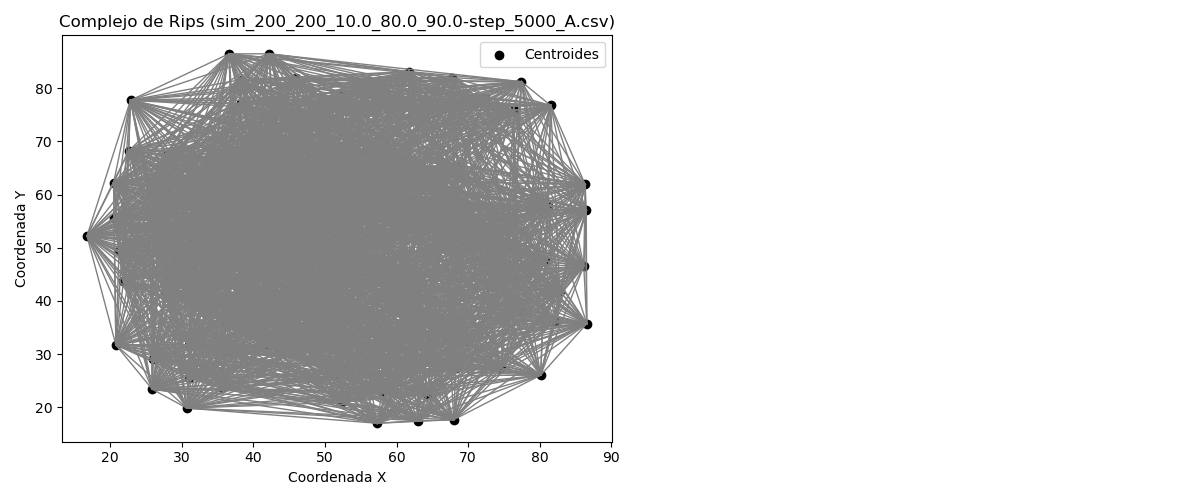 Complejo de Rips (sim_200_200_10.0_80.0_90.0-step_5000_A.csv)
Centroides
80
70
60
50
40
30
20
Coordenada Y
20 30 40 50 60 70 80 90
Coordenada X